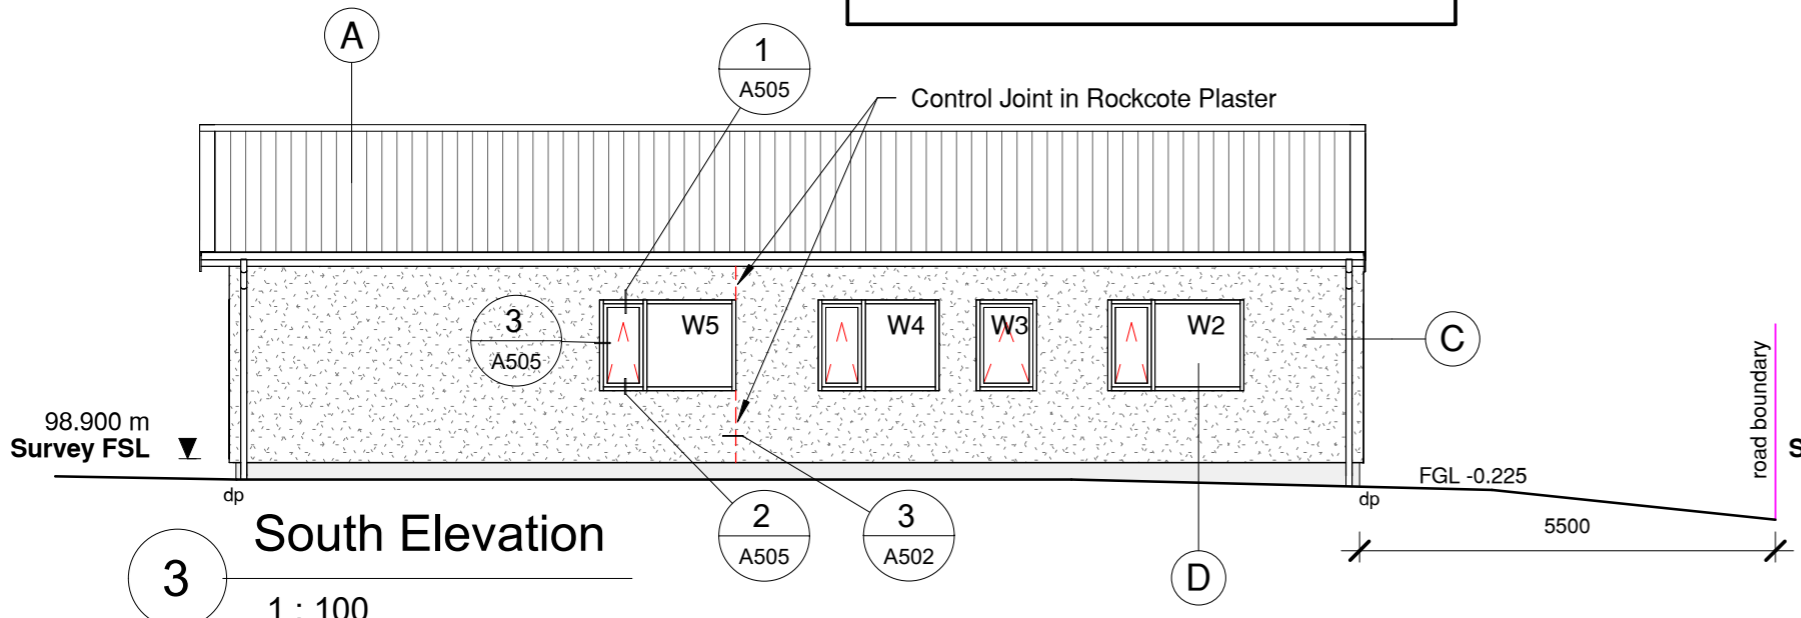 A
1
A505
Control Joint in Rockcote Plaster
3
A505
W5
W4
W3
W2
C
road boundary
98.900 m
Survey FSL
S
FGL -0.225
dp
dp
5500
2
A505
3
A502
D
3
South Elevation
1 : 100